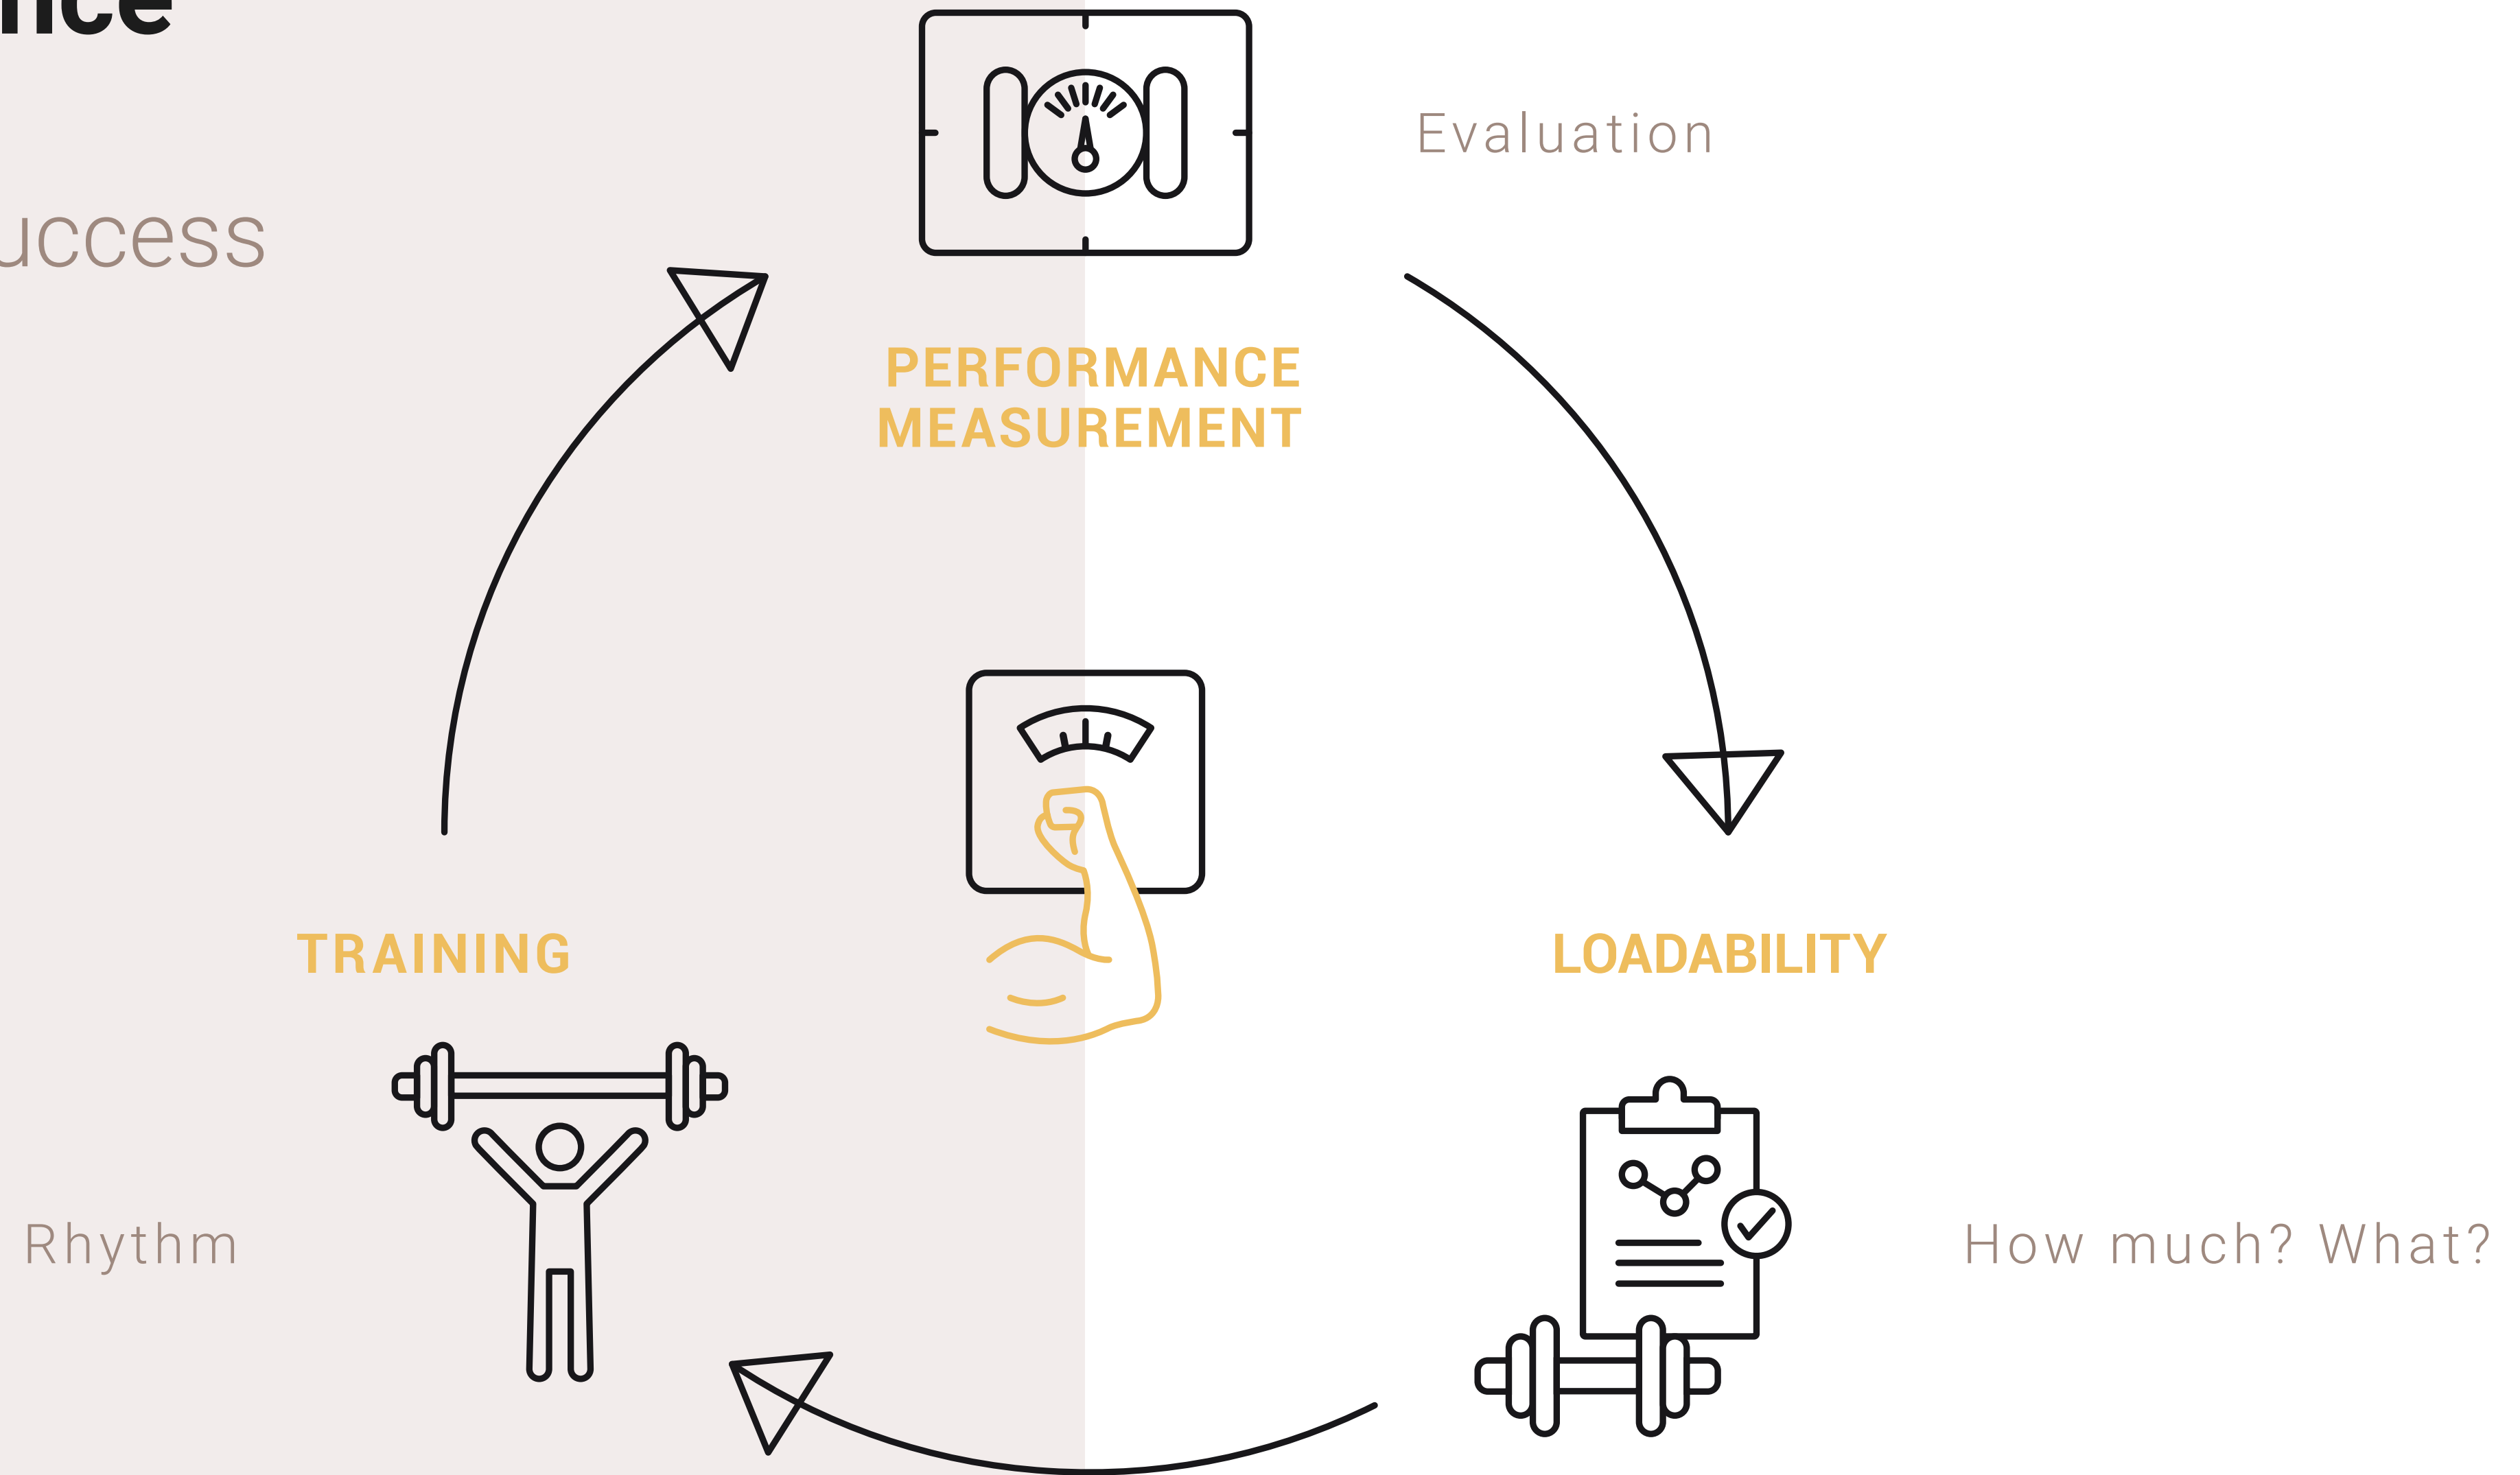 Evaluation
PERFORMANCE
MEASUREMENT
TRAINING
LOADABILITY
Rhythm
How much? What?